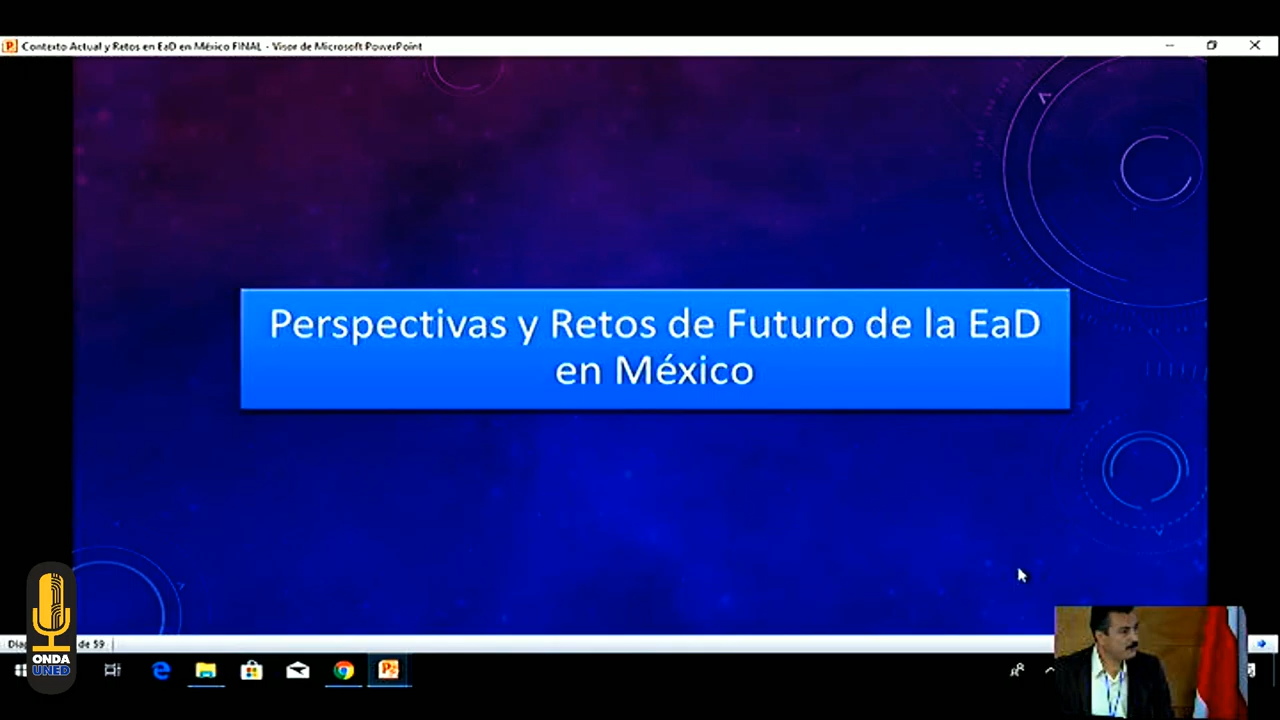 Contexto Actual y Retos en EaD en México FINAL - Visor de Microsoft PowerPoint
Perspectivas y Retos de Futuro de la EaD
en México
de 59
ONDA
UNED